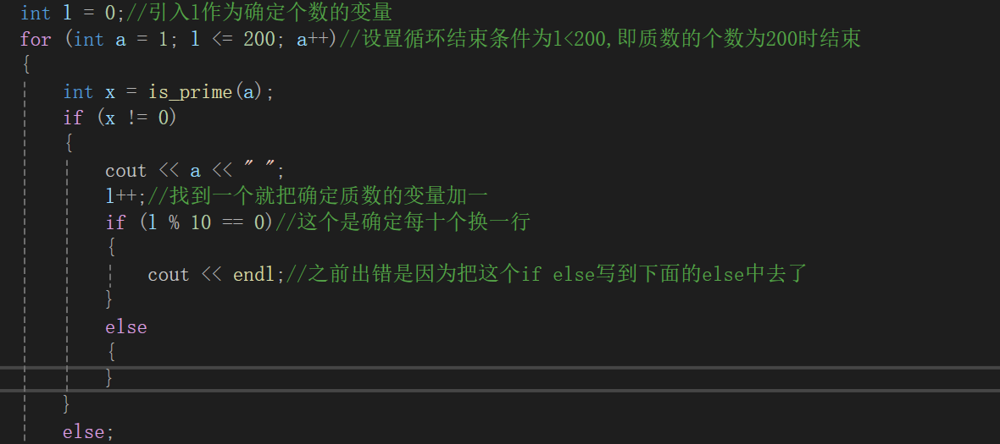 int l = 0;//引入l作为确定个数的变量
for (int a = 1; l <= 200; a++)//设置循环结束条件为l<200,即质数的个数为200时结束
{
int x = is_prime(a);
if (x != 0)
{
cout << a << " ";
l++;//找到一个就把确定质数的变量加一
if (l % 10 == 0)//这个是确定每十个换一行
{
cout << endl;//之前出错是因为把这个if else写到下面的else中去了
}
else
{
}
}
else;